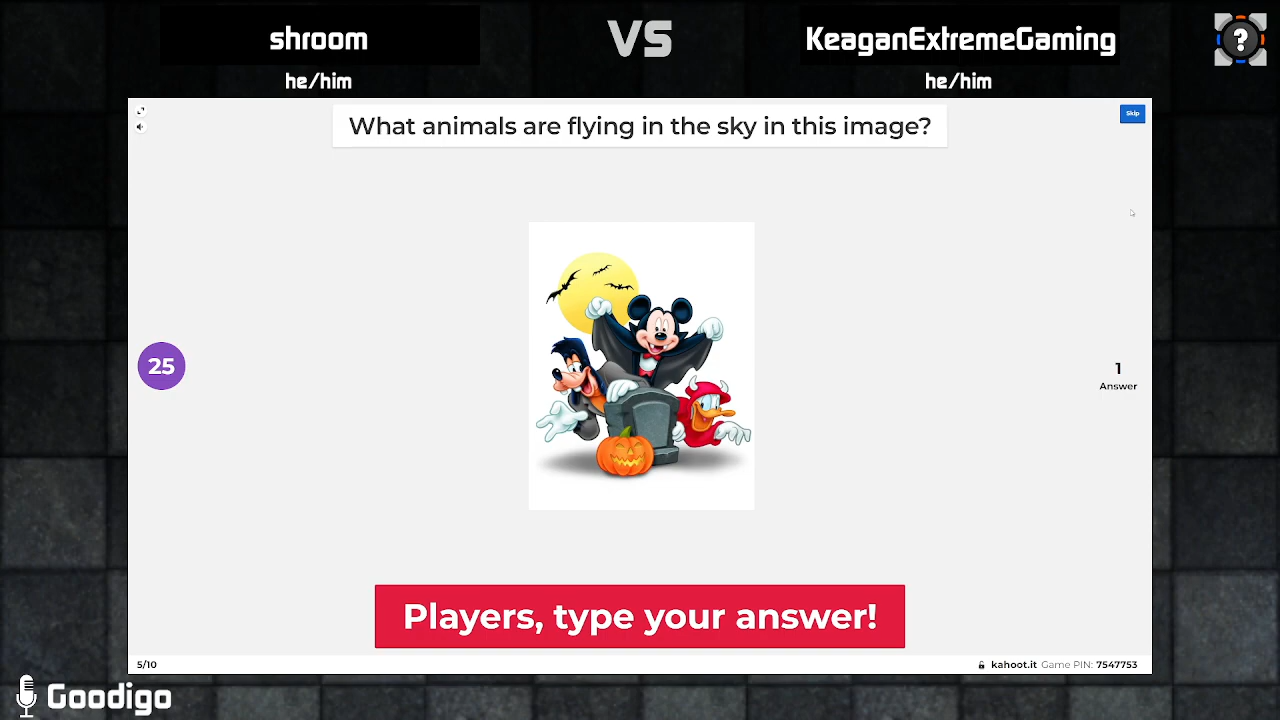 shroom
he/him
VS
KeaganExtremeGaming
he/him
?
What animals are flying in the sky in this image?
Skip
25
1
Answer
Players, type your answer!
5/10
kahoot.it Game PIN: 7547753
Goodigo